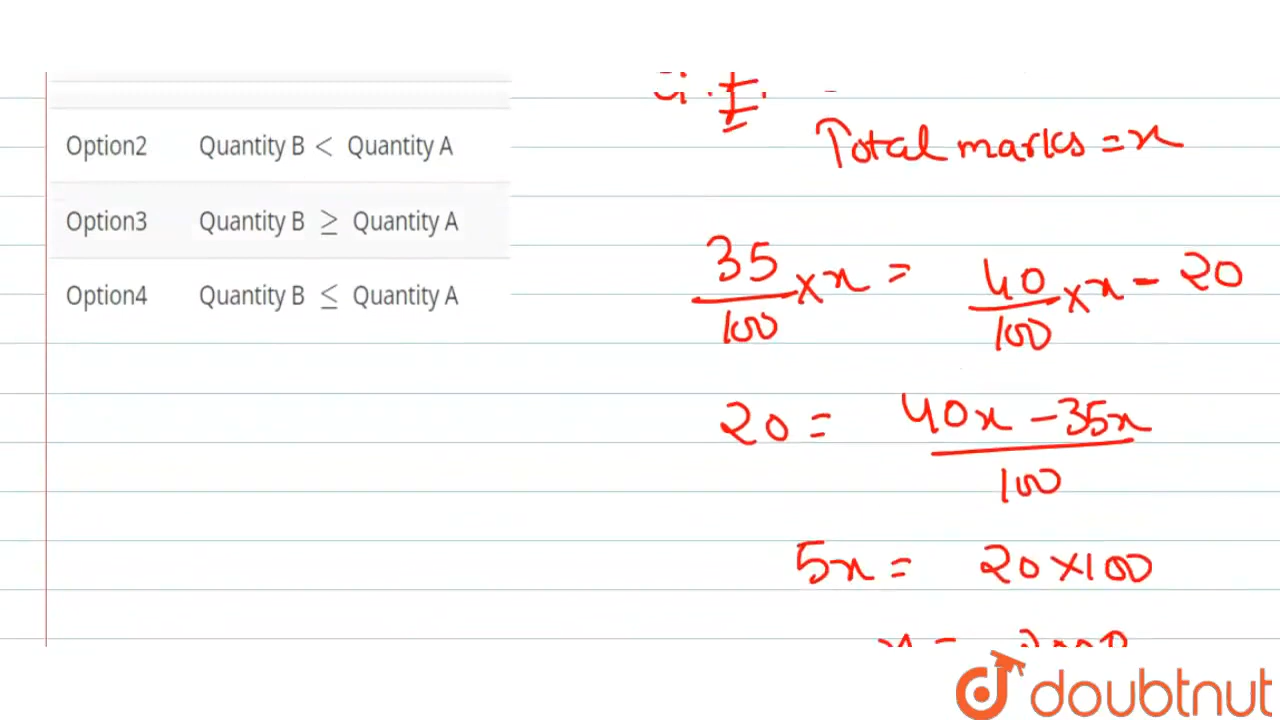 Option2 Quantity B < Quantity A
Option3 Quantity B ≥ Quantity A
Option4 Quantity B ≤ Quantity A
Total marks = x
35/100 × x = 40/100 × x - 20
20 = 40x - 35x/100
5x = 20 × 100
doubtnut